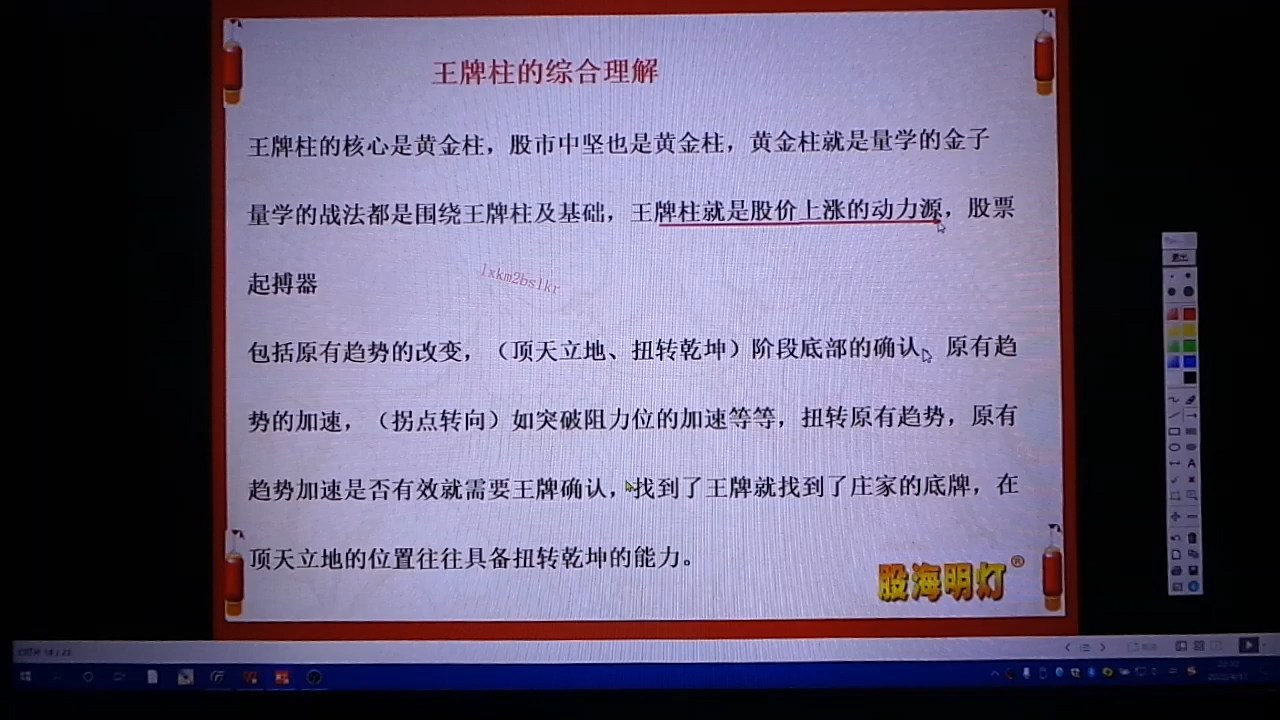 王牌柱的综合理解
王牌柱的核心是黄金柱，股市中坚也是黄金柱，黄金柱就是量学的金子
量学的战法都是围绕王牌柱及基础，王牌柱就是股价上涨的动力源，股票
起搏器
lxkm2bslkr
包括原有趋势的改变，（顶天立地、扭转乾坤）阶段底部的确认、原有趋
势的加速，（拐点转向）如突破阻力位的加速等等，扭转原有趋势，原有
趋势加速是否有效就需要王牌确认，找到了王牌就找到了庄家的底牌，在
顶天立地的位置往往具备扭转乾坤的能力。
股海明灯®
退出
A